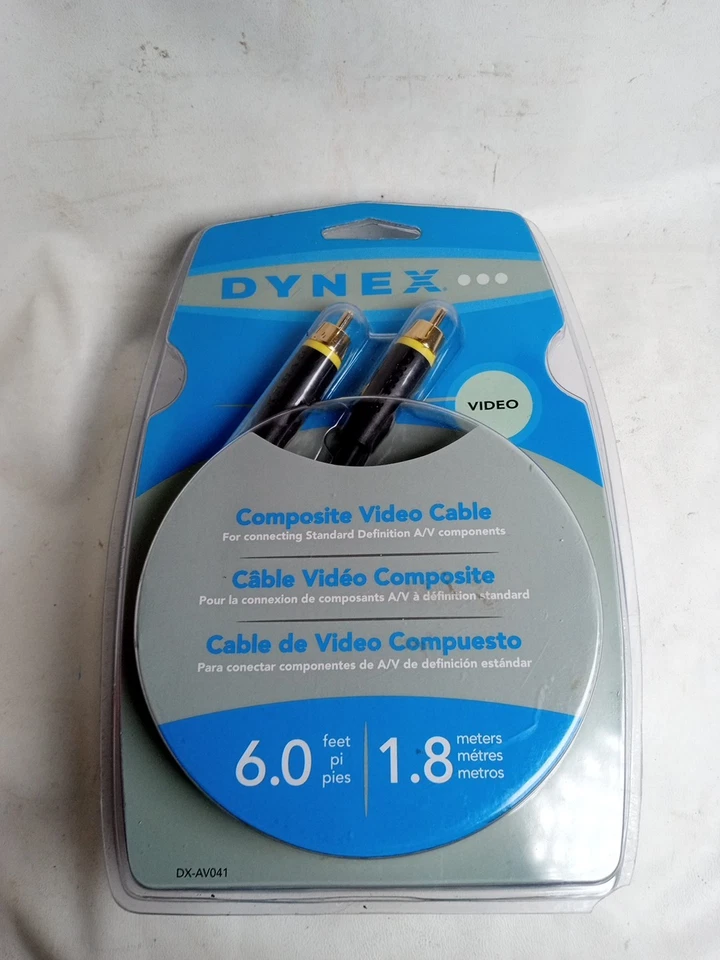 DYNEX
VIDEO
Composite Video Cable
For connecting Standard Definition A/V components
Câble Vidéo Composite
Pour la connexion de composants A/V à définition standard
Cable de Video Compuesto
Para conectar componentes de A/V de definición estándar
6.0 feet pi pies
1.8 meters métres metros
DX-AV041